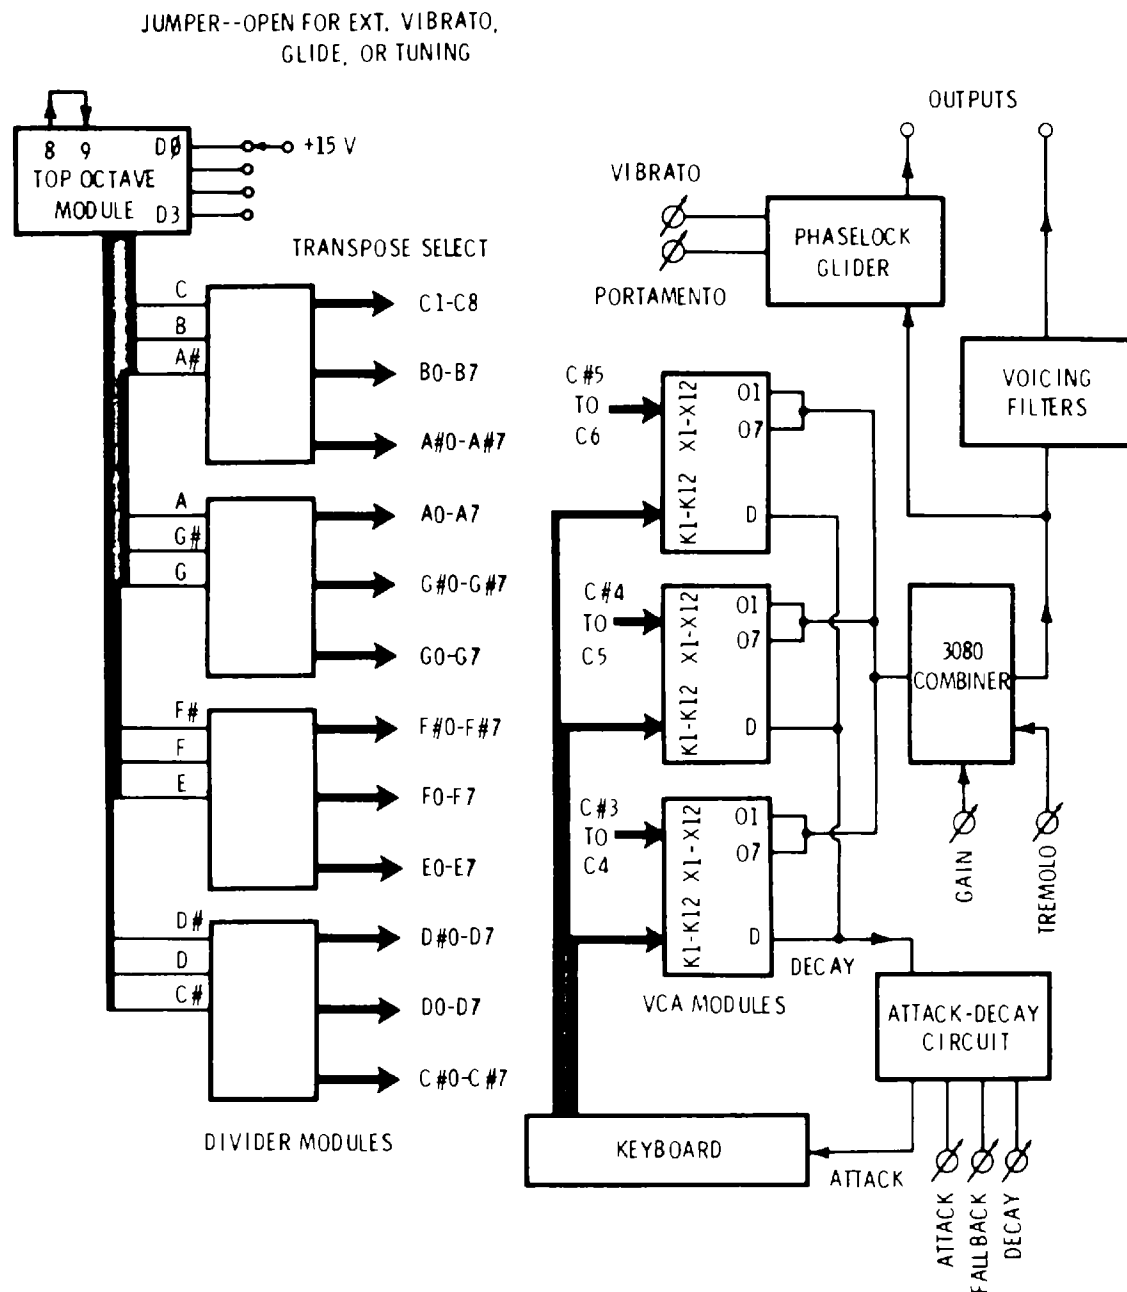 JUMPER--OPEN FOR EXT. VIBRATO,
GLIDE, OR TUNING
8 9 DØ
TOP OCTAVE
MODULE D3
+15 V
TRANSPOSE SELECT
C
B
A#
C1-C8
B0-B7
A#0-A#7
A
G#
G
A0-A7
G#0-G#7
G0-G7
F#
F
E
F#0-F#7
F0-F7
E0-E7
D#
D
C#
D#0-D7
D0-D7
C#0-C#7
DIVIDER MODULES
OUTPUTS
VIBRATO
PORTAMENTO
PHASELOCK
GLIDER
VOICING
FILTERS
C#5
TO
C6
X1-X12
K1-K12
O1
O7
D
C#4
TO
C5
X1-X12
K1-K12
O1
O7
D
C#3
TO
C4
X1-X12
K1-K12
O1
O7
D
3080
COMBINER
GAIN
TREMOLO
DECAY
VCA MODULES
ATTACK-DECAY
CIRCUIT
KEYBOARD
ATTACK
ATTACK
FALLBACK
DECAY